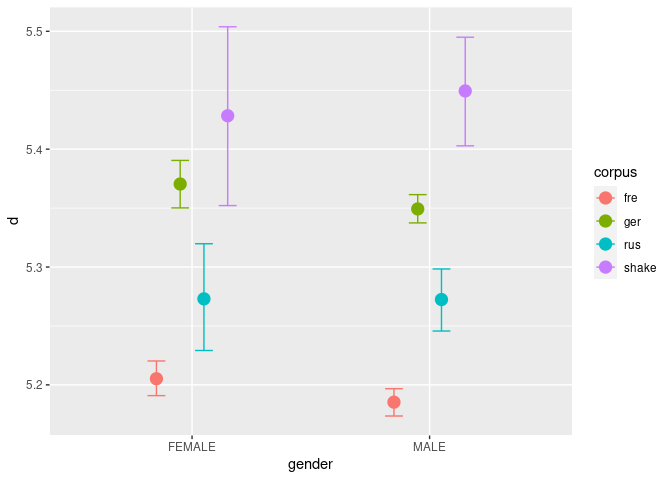 5.5
5.4
5.3
5.2
d
FEMALE
MALE
gender
corpus
fre
ger
rus
shake